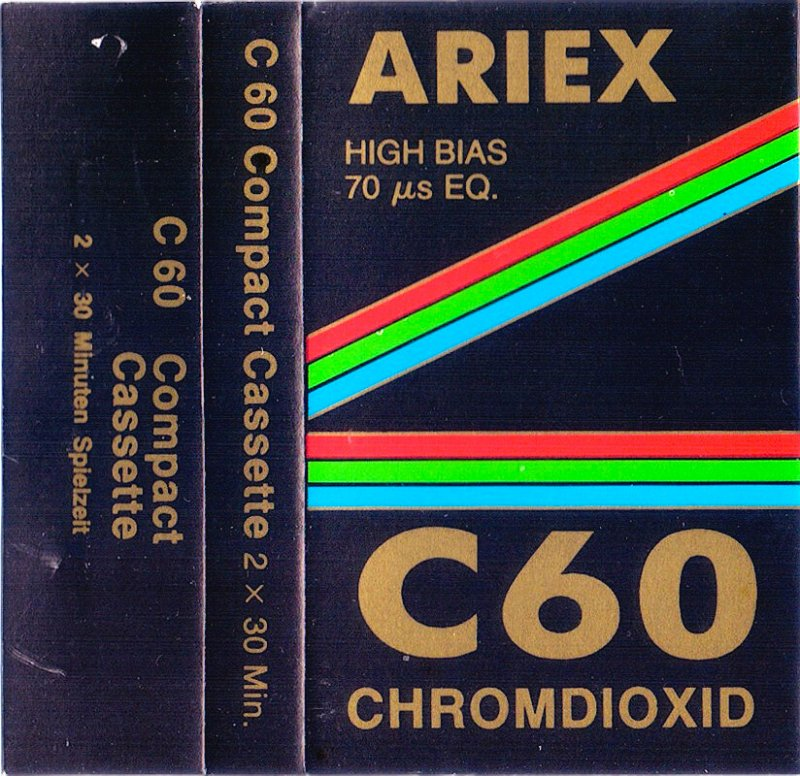 ARIEX
HIGH BIAS
70 µs EQ.
C60
CHROMDIOXID
C 60 Compact Cassette 2 × 30 Min.
C 60 Compact
Cassette
2 × 30 Minuten Spielzeit